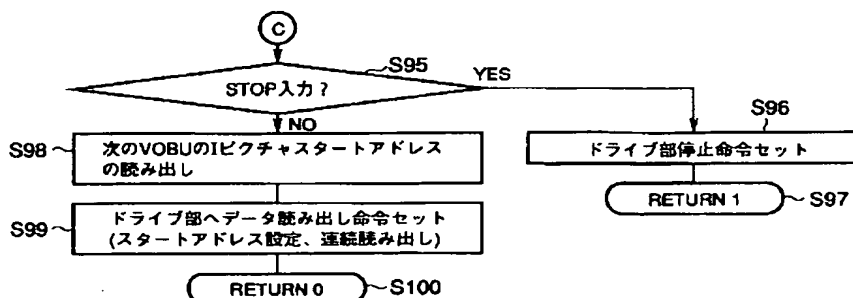 C
S95
STOP入力?
YES
NO
S96
S98
次のVOBUのIピクチャスタートアドレス
の読み出し
ドライブ部停止命令セット
RETURN 1
S97
S99
ドライブ部へデータ読み出し命令セット
(スタートアドレス設定、連続読み出し)
RETURN 0
S100